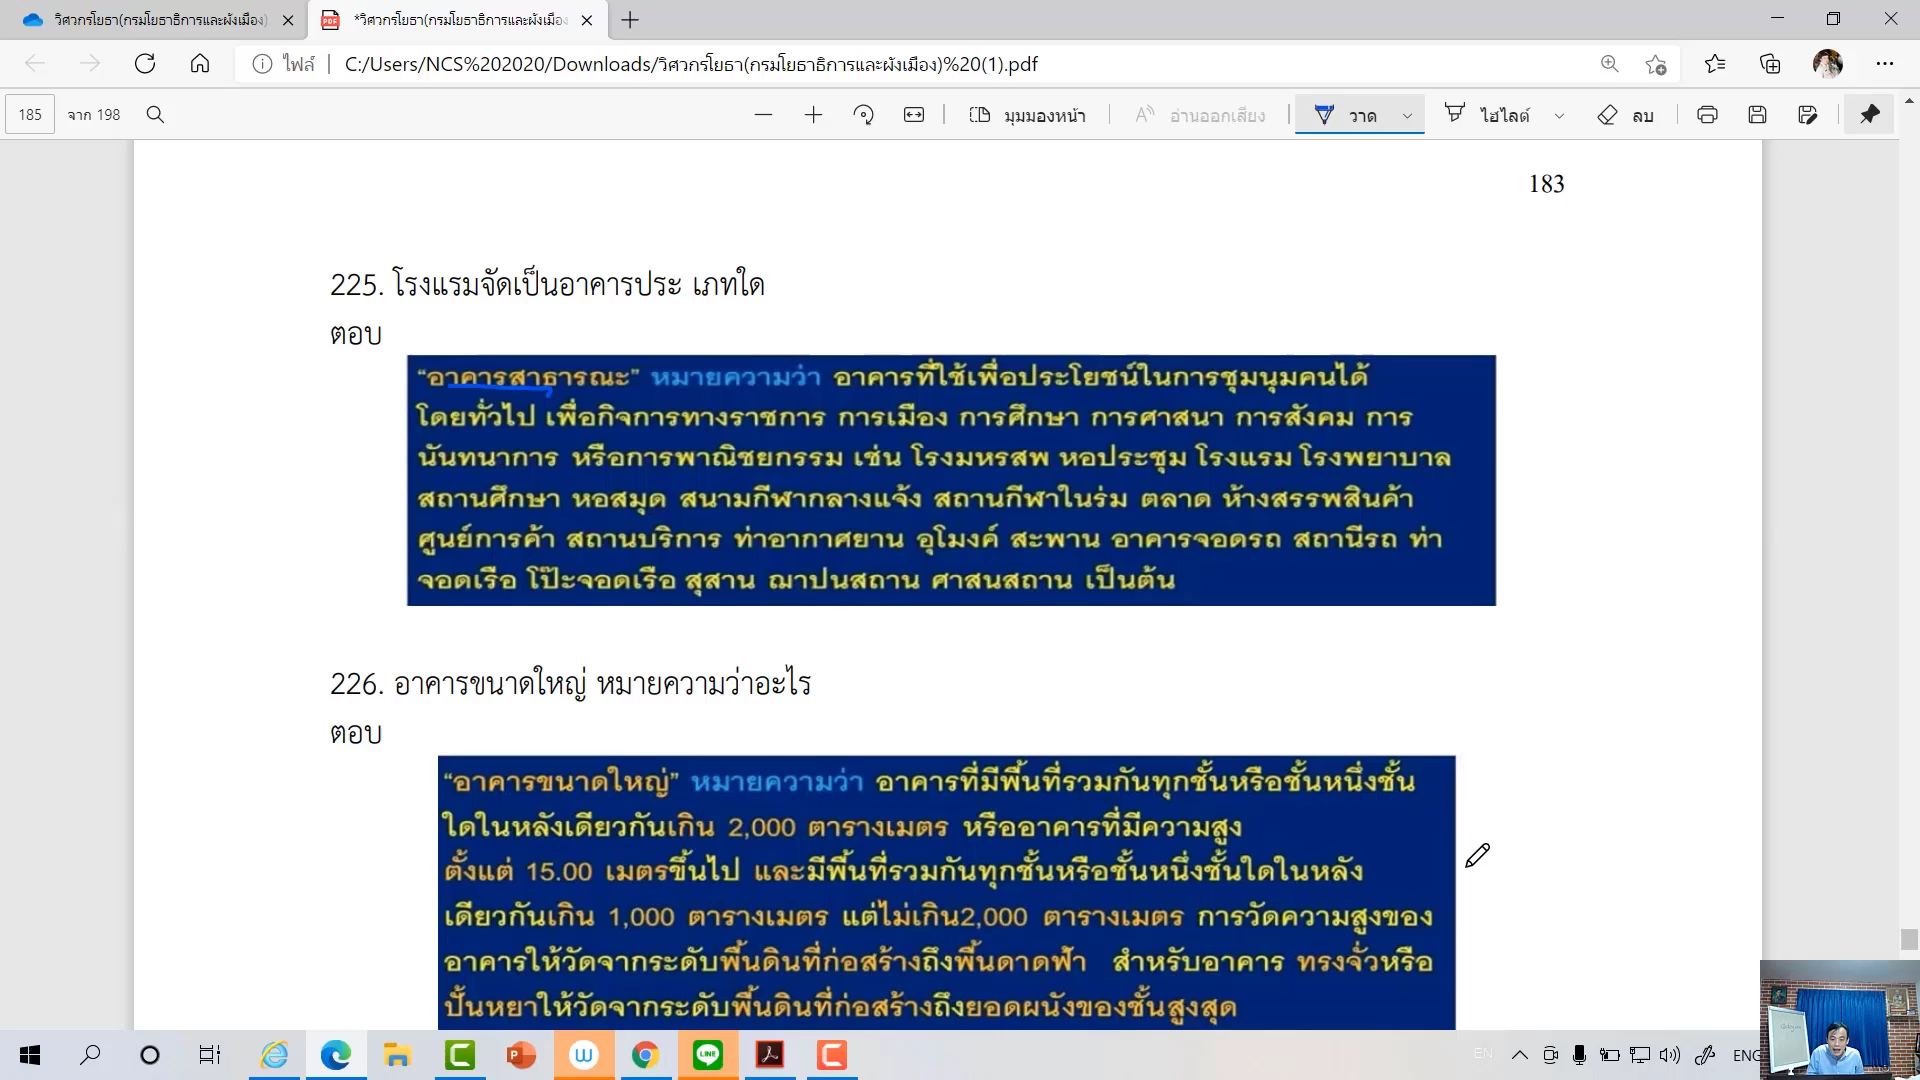 วิศวกรโยธา(กรมโยธาธิการและผังเมือง)
*วิศวกรโยธา(กรมโยธาธิการและผังเมือง
ไฟล์ | C:/Users/NCS%202020/Downloads/วิศวกรโยธา(กรมโยธาธิการและผังเมือง)%20(1).pdf
185 จาก 198 มุมมองหน้า อ่านออกเสียง วาด ไฮไลต์ ลบ
183
225. โรงแรมจัดเป็นอาคารประ เภทใด
ตอบ
“อาคารสาธารณะ” หมายความว่า อาคารที่ใช้เพื่อประโยชน์ในการชุมนุมคนได้
โดยทั่วไป เพื่อกิจการทางราชการ การเมือง การศึกษา การศาสนา การสังคม การ
นันทนาการ หรือการพาณิชยกรรม เช่น โรงมหรสพ หอประชุม โรงแรม โรงพยาบาล
สถานศึกษา หอสมุด สนามกีฬากลางแจ้ง สถานกีฬาในร่ม ตลาด ห้างสรรพสินค้า
ศูนย์การค้า สถานบริการ ท่าอากาศยาน อุโมงค์ สะพาน อาคารจอดรถ สถานีรถ ท่า
จอดเรือ โป๊ะจอดเรือ สุสาน ฌาปนสถาน ศาสนสถาน เป็นต้น
226. อาคารขนาดใหญ่ หมายความว่าอะไร
ตอบ
“อาคารขนาดใหญ่” หมายความว่า อาคารที่มีพื้นที่รวมกันทุกชั้นหรือชั้นหนึ่งชั้น
ใดในหลังเดียวกันเกิน 2,000 ตารางเมตร หรืออาคารที่มีความสูง
ตั้งแต่ 15.00 เมตรขึ้นไป และมีพื้นที่รวมกันทุกชั้นหรือชั้นหนึ่งชั้นใดในหลัง
เดียวกันเกิน 1,000 ตารางเมตร แต่ไม่เกิน2,000 ตารางเมตร การวัดความสูงของ
อาคารให้วัดจากระดับพื้นดินที่ก่อสร้างถึงพื้นดาดฟ้า สำหรับอาคาร ทรงจั่วหรือ
ปั้นหยาให้วัดจากระดับพื้นดินที่ก่อสร้างถึงยอดผนังของชั้นสูงสุด
EN ENG